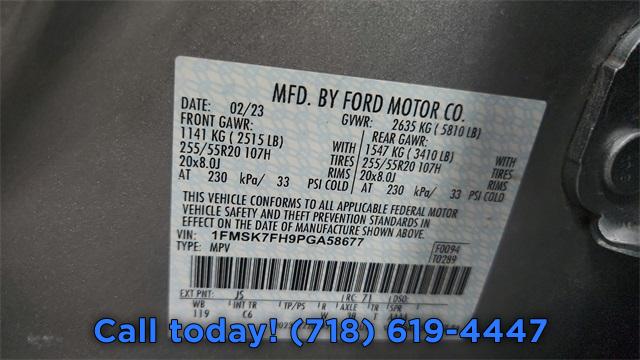 MFD. BY FORD MOTOR CO.
DATE: 02/23 GVWR: 2635 KG ( 5810 LB)
FRONT GAWR: REAR GAWR:
1141 KG ( 2515 LB) WITH 1547 KG ( 3410 LB) WITH
255/55R20 107H TIRES 255/55R20 107H TIRES
20x8.0J RIMS 20x8.0J RIMS
AT 230 kPa/ 33 PSI COLD AT 230 kPa/ 33 PSI COLD
THIS VEHICLE CONFORMS TO ALL APPLICABLE FEDERAL MOTOR
VEHICLE SAFETY AND THEFT PREVENTION STANDARDS IN
EFFECT ON THE DATE OF MANUFACTURE SHOWN ABOVE.
VIN: 1FMSK7FH9PGA58677 F0094
TYPE: MPV T0289
EXT PNT: J5 RC: 71 DSO:
WB INT TR TP/PS R AXLE TR SPR
119 C6
Call today! (718) 619-4447